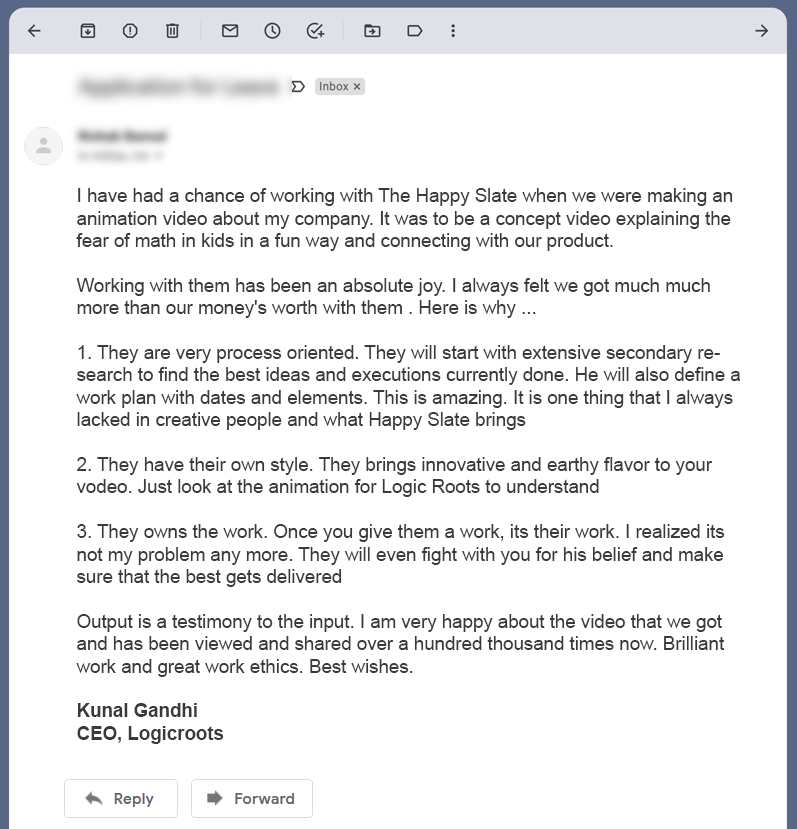 Inbox ×
I have had a chance of working with The Happy Slate when we were making an
animation video about my company. It was to be a concept video explaining the
fear of math in kids in a fun way and connecting with our product.
Working with them has been an absolute joy. I always felt we got much much
more than our money's worth with them . Here is why ...
1. They are very process oriented. They will start with extensive secondary re-
search to find the best ideas and executions currently done. He will also define a
work plan with dates and elements. This is amazing. It is one thing that I always
lacked in creative people and what Happy Slate brings
2. They have their own style. They brings innovative and earthy flavor to your
vodeo. Just look at the animation for Logic Roots to understand
3. They owns the work. Once you give them a work, its their work. I realized its
not my problem any more. They will even fight with you for his belief and make
sure that the best gets delivered
Output is a testimony to the input. I am very happy about the video that we got
and has been viewed and shared over a hundred thousand times now. Brilliant
work and great work ethics. Best wishes.
Kunal Gandhi
CEO, Logicroots
Reply Forward